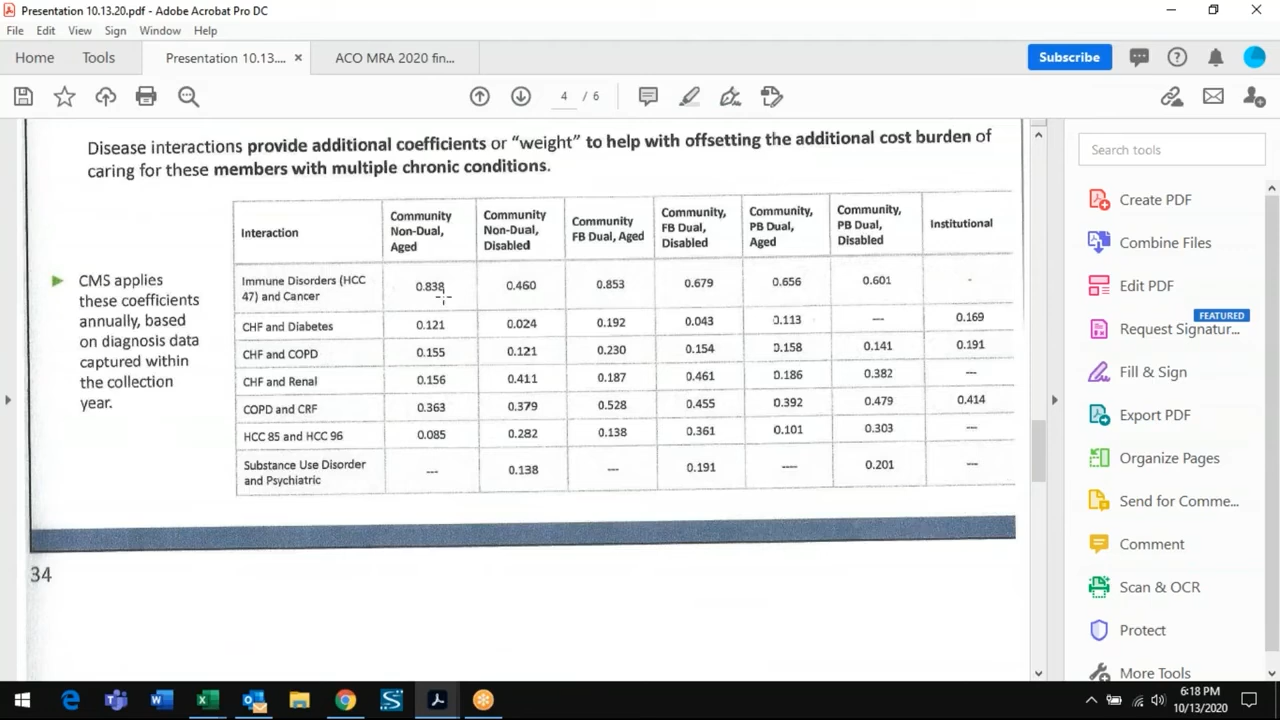 Presentation 10.13.20.pdf - Adobe Acrobat Pro DC
File Edit View Sign Window Help
Home Tools Presentation 10.13.... × ACO MRA 2020 fin... Subscribe
4 / 6
Disease interactions provide additional coefficients or “weight” to help with offsetting the additional cost burden of
caring for these members with multiple chronic conditions.
► CMS applies
these coefficients
annually, based
on diagnosis data
captured within
the collection
year.
Interaction Community Non-Dual, Aged Community Non-Dual, Disabled Community FB Dual, Aged Community, FB Dual, Disabled Community, PB Dual, Aged Community, PB Dual, Disabled Institutional
Immune Disorders (HCC 47) and Cancer 0.838 0.460 0.853 0.679 0.656 0.601 -
CHF and Diabetes 0.121 0.024 0.192 0.043 0.113 --- 0.169
CHF and COPD 0.155 0.121 0.230 0.154 0.158 0.141 0.191
CHF and Renal 0.156 0.411 0.187 0.461 0.186 0.382 ---
COPD and CRF 0.363 0.379 0.528 0.455 0.392 0.479 0.414
HCC 85 and HCC 96 0.085 0.282 0.138 0.361 0.101 0.303 ---
Substance Use Disorder and Psychiatric --- 0.138 --- 0.191 ---- 0.201 ---
34
Search tools
Create PDF
Combine Files
Edit PDF
FEATURED
Request Signatur...
Fill & Sign
Export PDF
Organize Pages
Send for Comme...
Comment
Scan & OCR
Protect
More Tools
6:18 PM
10/13/2020